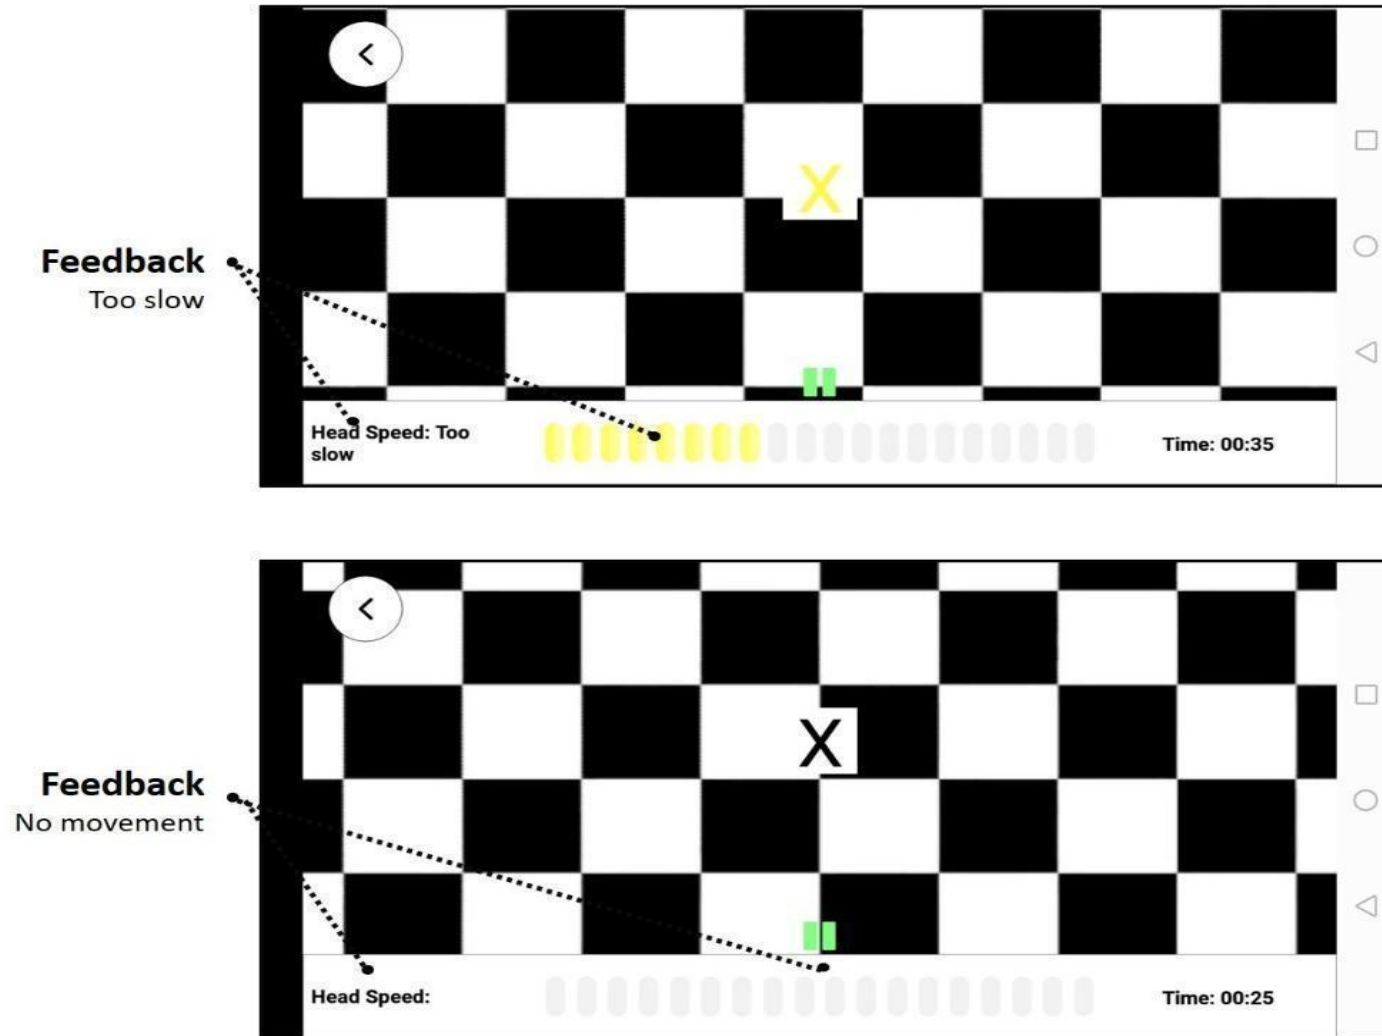 Feedback
Too slow
X
Head Speed: Too
slow
Time: 00:35
Feedback
No movement
X
Head Speed:
Time: 00:25